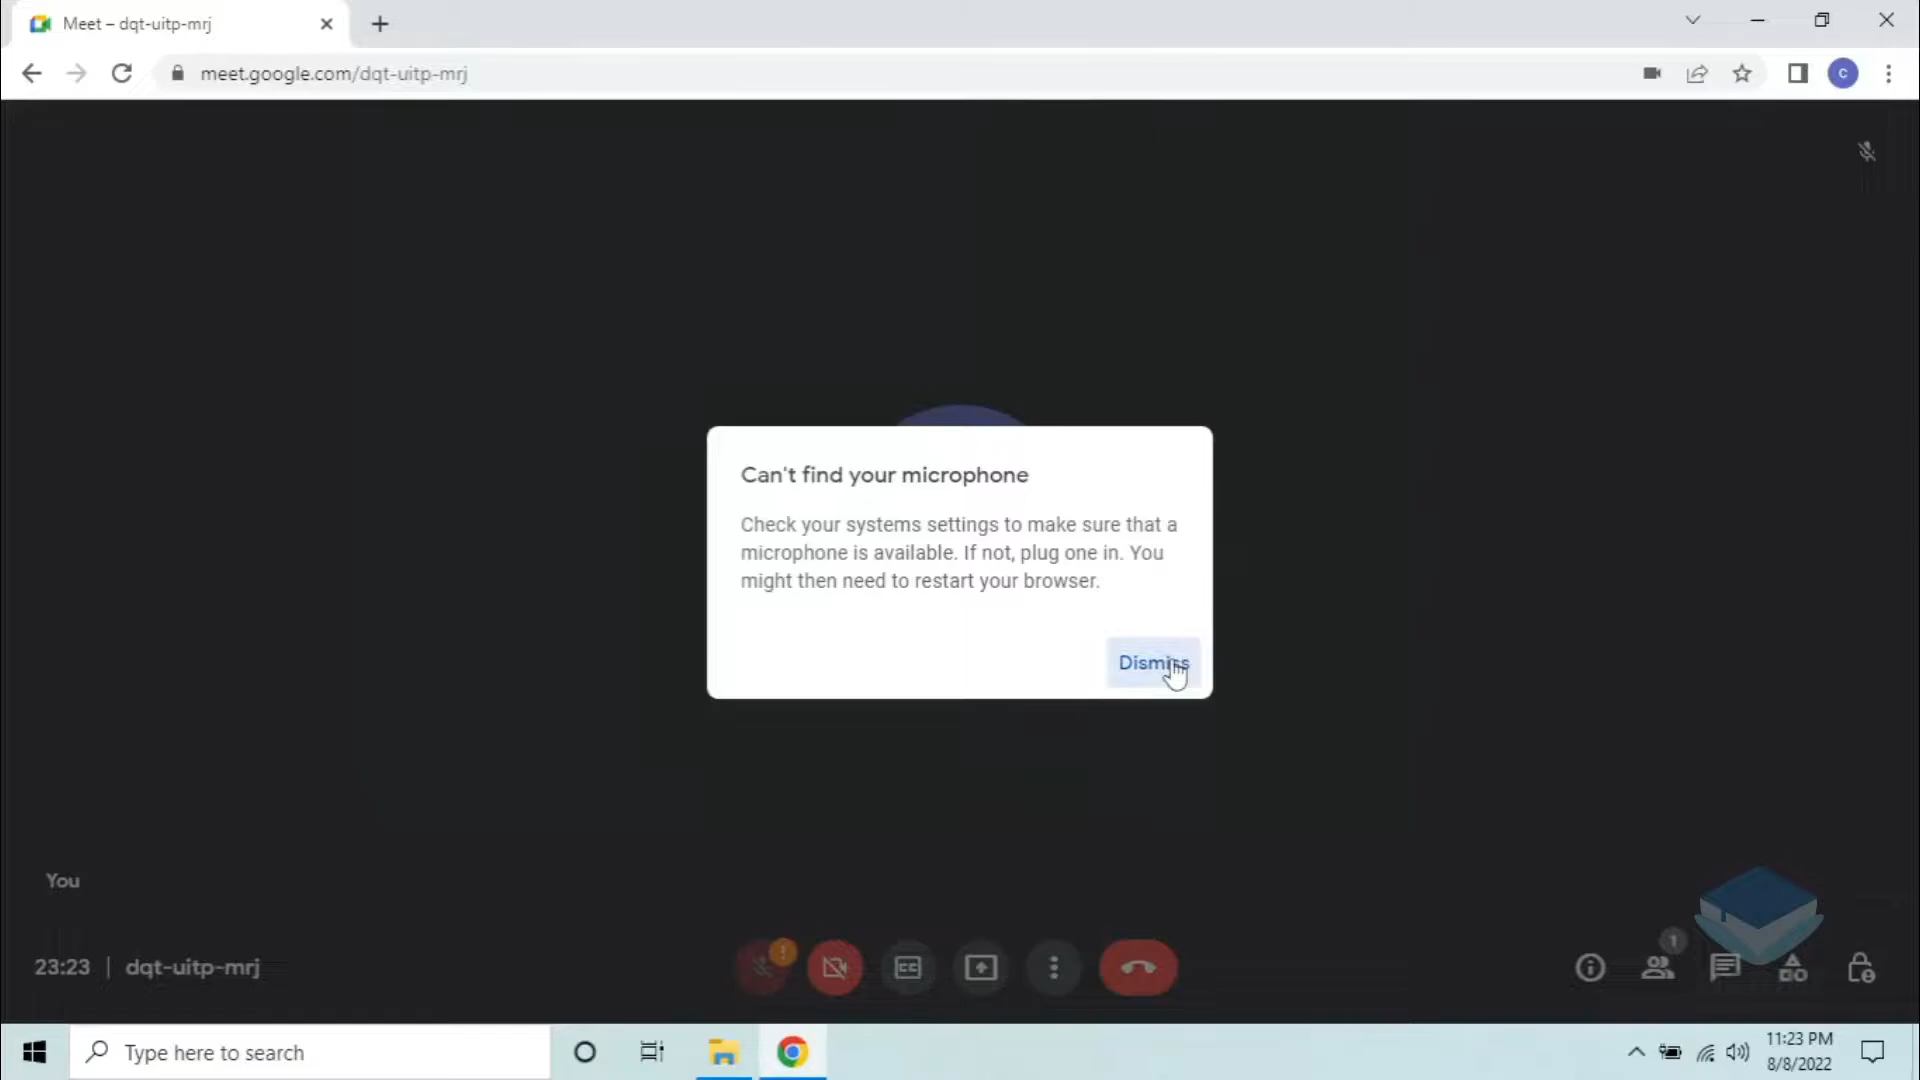 Meet – dqt-uitp-mrj
meet.google.com/dqt-uitp-mrj
C
Can't find your microphone
Check your systems settings to make sure that a
microphone is available. If not, plug one in. You
might then need to restart your browser.
Dismiss
You
23:23 | dqt-uitp-mrj
!
CC
1
Type here to search
11:23 PM
8/8/2022